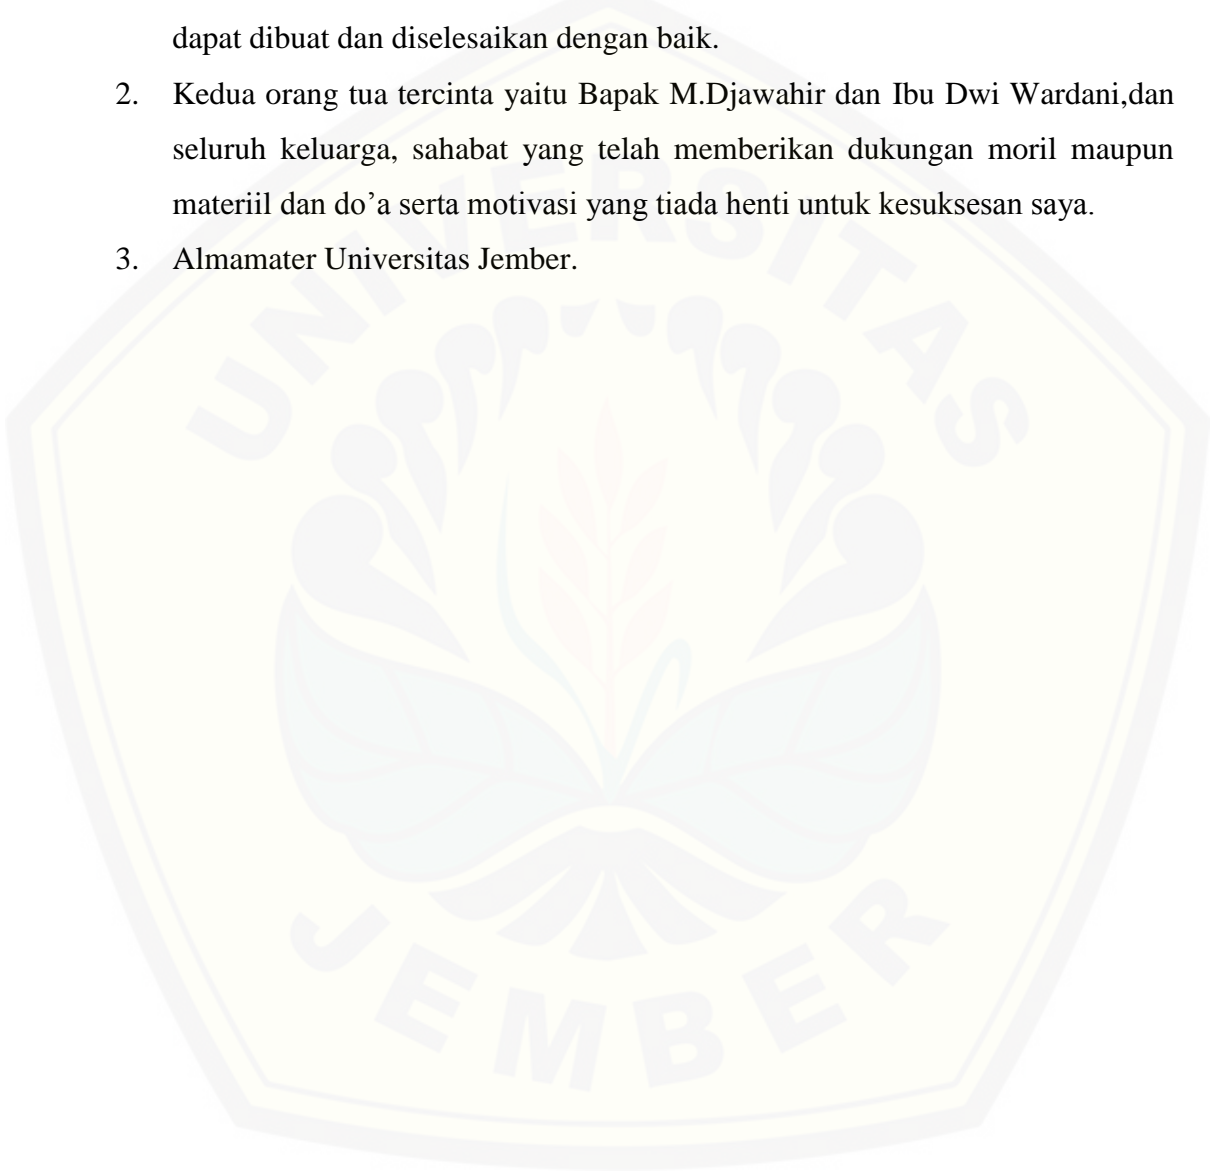 dapat dibuat dan diselesaikan dengan baik.
2. Kedua orang tua tercinta yaitu Bapak M.Djawahir dan Ibu Dwi Wardani,dan
seluruh keluarga, sahabat yang telah memberikan dukungan moril maupun
materiil dan do’a serta motivasi yang tiada henti untuk kesuksesan saya.
3. Almamater Universitas Jember.
UNIVERSITAS
JEMBER